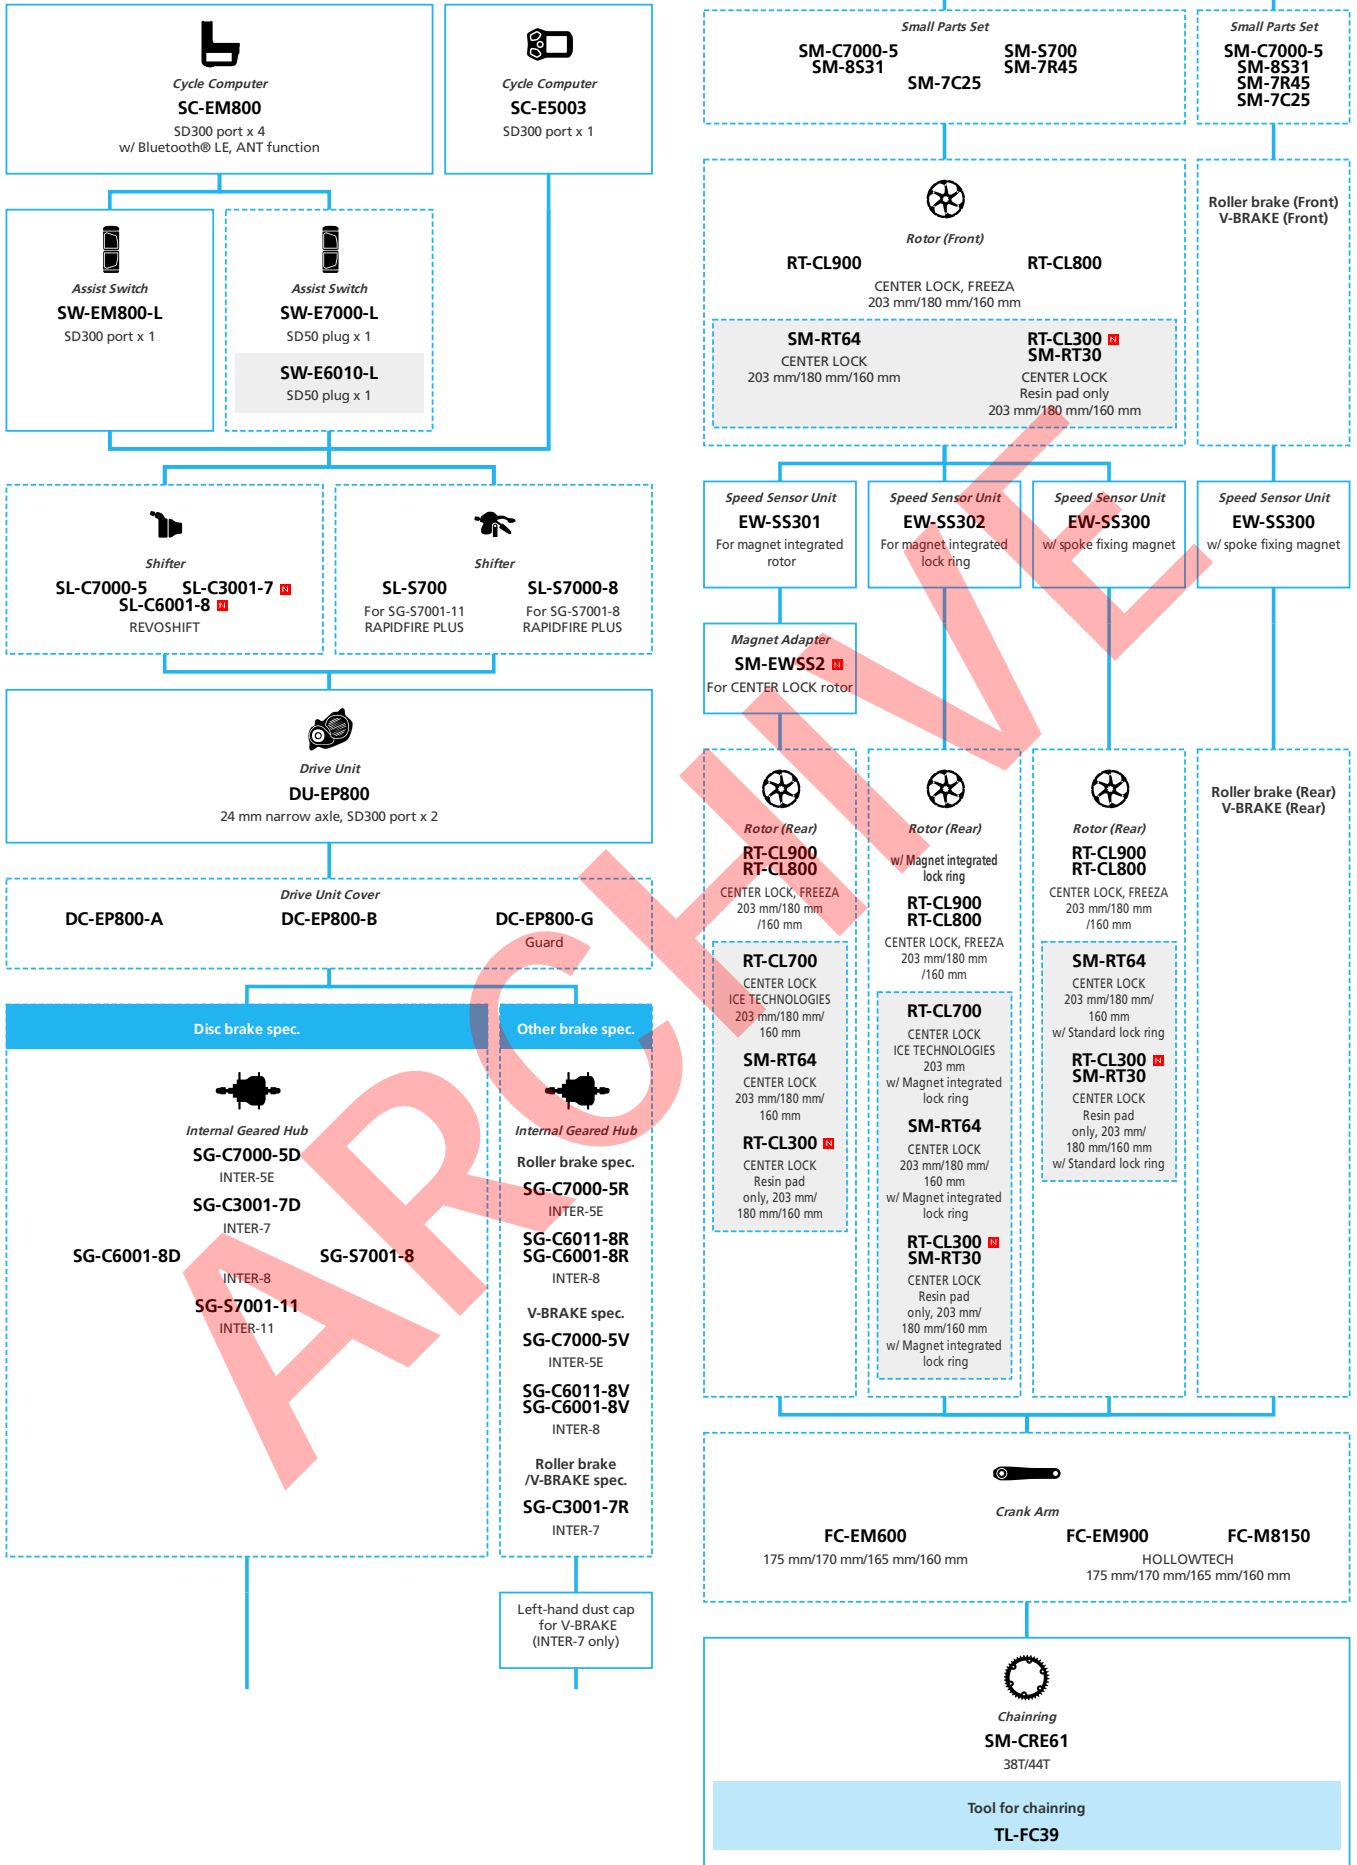 Cycle Computer
SC-EM800
SD300 port x 4
w/ Bluetooth® LE, ANT function
Cycle Computer
SC-E5003
SD300 port x 1
Assist Switch
SW-EM800-L
SD300 port x 1
Assist Switch
SW-E7000-L
SD50 plug x 1
SW-E6010-L
SD50 plug x 1
Shifter
SL-C7000-5 SL-C3001-7 N
SL-C6001-8 N
REVOSHIFT
Shifter
SL-S700
For SG-S7001-11
RAPIDFIRE PLUS
SL-S7000-8
For SG-S7001-8
RAPIDFIRE PLUS
Drive Unit
DU-EP800
24 mm narrow axle, SD300 port x 2
Drive Unit Cover
DC-EP800-A
DC-EP800-B
DC-EP800-G
Guard
Disc brake spec.
Internal Geared Hub
SG-C7000-5D
INTER-5E
SG-C3001-7D
INTER-7
SG-C6001-8D SG-S7001-8
INTER-8
SG-S7001-11
INTER-11
Other brake spec.
Internal Geared Hub
Roller brake spec.
SG-C7000-5R
INTER-5E
SG-C6011-8R
SG-C6001-8R
INTER-8
V-BRAKE spec.
SG-C7000-5V
INTER-5E
SG-C6011-8V
SG-C6001-8V
INTER-8
Roller brake
/V-BRAKE spec.
SG-C3001-7R
INTER-7
Left-hand dust cap
for V-BRAKE
(INTER-7 only)
Small Parts Set
SM-C7000-5 SM-S700
SM-8S31 SM-7R45
SM-7C25
Small Parts Set
SM-C7000-5
SM-8S31
SM-7R45
SM-7C25
Rotor (Front)
RT-CL900 RT-CL800
CENTER LOCK, FREEZA
203 mm/180 mm/160 mm
SM-RT64
CENTER LOCK
203 mm/180 mm/160 mm
RT-CL300 N
SM-RT30
CENTER LOCK
Resin pad only
203 mm/180 mm/160 mm
Roller brake (Front)
V-BRAKE (Front)
Speed Sensor Unit
EW-SS301
For magnet integrated
rotor
Speed Sensor Unit
EW-SS302
For magnet integrated
lock ring
Speed Sensor Unit
EW-SS300
w/ spoke fixing magnet
Speed Sensor Unit
EW-SS300
w/ spoke fixing magnet
Magnet Adapter
SM-EWSS2 N
For CENTER LOCK rotor
Rotor (Rear)
RT-CL900
RT-CL800
CENTER LOCK, FREEZA
203 mm/180 mm
/160 mm
RT-CL700
CENTER LOCK
ICE TECHNOLOGIES
203 mm/180 mm/
160 mm
SM-RT64
CENTER LOCK
203 mm/180 mm/
160 mm
RT-CL300 N
CENTER LOCK
Resin pad
only, 203 mm/
180 mm/160 mm
Rotor (Rear)
w/ Magnet integrated
lock ring
RT-CL900
RT-CL800
CENTER LOCK, FREEZA
203 mm/180 mm
/160 mm
RT-CL700
CENTER LOCK
ICE TECHNOLOGIES
203 mm
w/ Magnet integrated
lock ring
SM-RT64
CENTER LOCK
203 mm/180 mm/
160 mm
w/ Magnet integrated
lock ring
RT-CL300 N
SM-RT30
CENTER LOCK
Resin pad
only, 203 mm/
180 mm/160 mm
w/ Magnet integrated
lock ring
Rotor (Rear)
RT-CL900
RT-CL800
CENTER LOCK, FREEZA
203 mm/180 mm
/160 mm
SM-RT64
CENTER LOCK
203 mm/180 mm/
160 mm
w/ Standard lock ring
RT-CL300 N
SM-RT30
CENTER LOCK
Resin pad
only, 203 mm/
180 mm/160 mm
w/ Standard lock ring
Roller brake (Rear)
V-BRAKE (Rear)
Crank Arm
FC-EM600
175 mm/170 mm/165 mm/160 mm
FC-EM900 FC-M8150
HOLLOWTECH
175 mm/170 mm/165 mm/160 mm
Chainring
SM-CRE61
38T/44T
Tool for chainring
TL-FC39
ARCHIVE